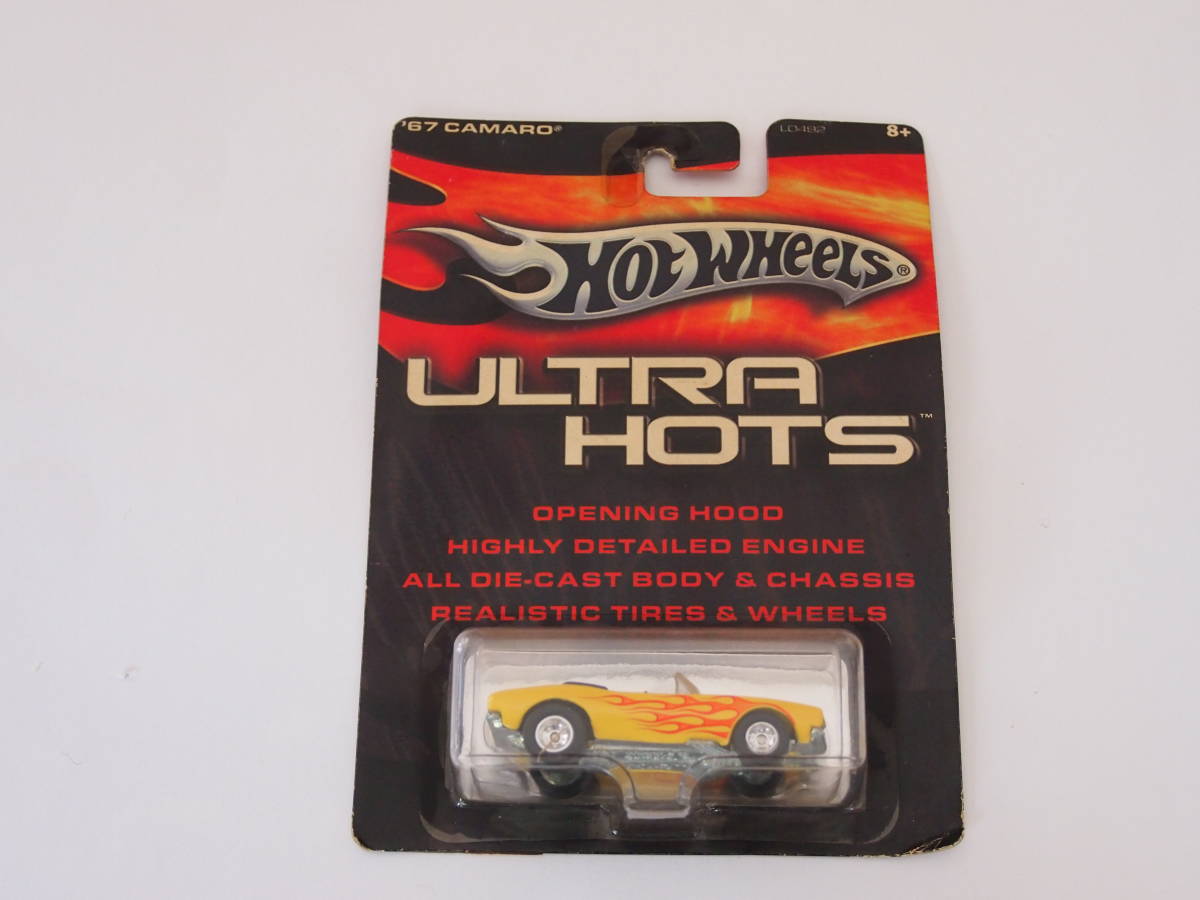 '67 CAMARO®
L0492 8+
HOT WHEELS®
ULTRA
HOTS™
OPENING HOOD
HIGHLY DETAILED ENGINE
ALL DIE-CAST BODY & CHASSIS
REALISTIC TIRES & WHEELS